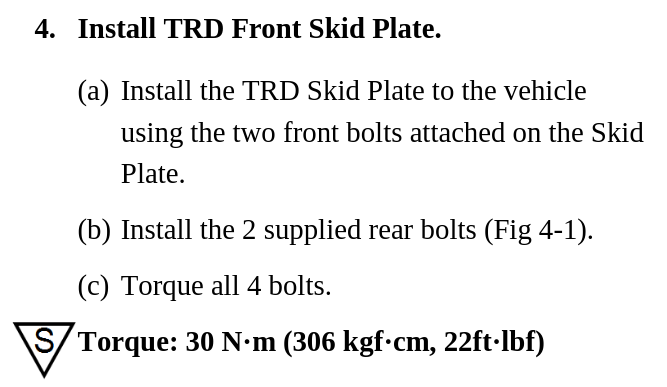 4. Install TRD Front Skid Plate.
(a) Install the TRD Skid Plate to the vehicle
using the two front bolts attached on the Skid
Plate.
(b) Install the 2 supplied rear bolts (Fig 4-1).
(c) Torque all 4 bolts.
S Torque: 30 N·m (306 kgf·cm, 22ft·lbf)